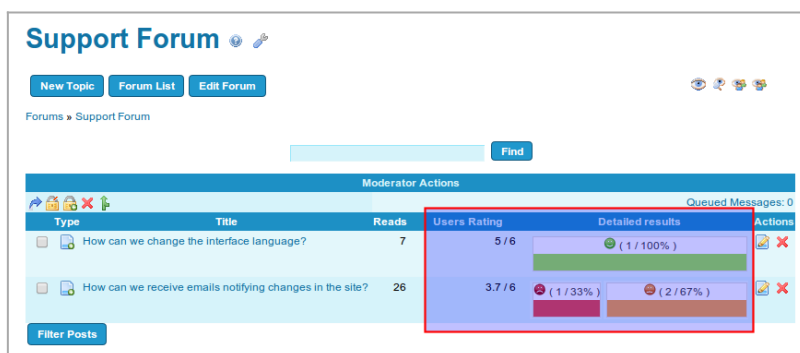 Support Forum
New Topic Forum List Edit Forum
Forums » Support Forum
Find
Moderator Actions
Queued Messages: 0
Type Title Reads Users Rating Detailed results Actions
How can we change the interface language? 7 5 / 6 ( 1 / 100% )
How can we receive emails notifying changes in the site? 26 3.7 / 6 ( 1 / 33% ) ( 2 / 67% )
Filter Posts